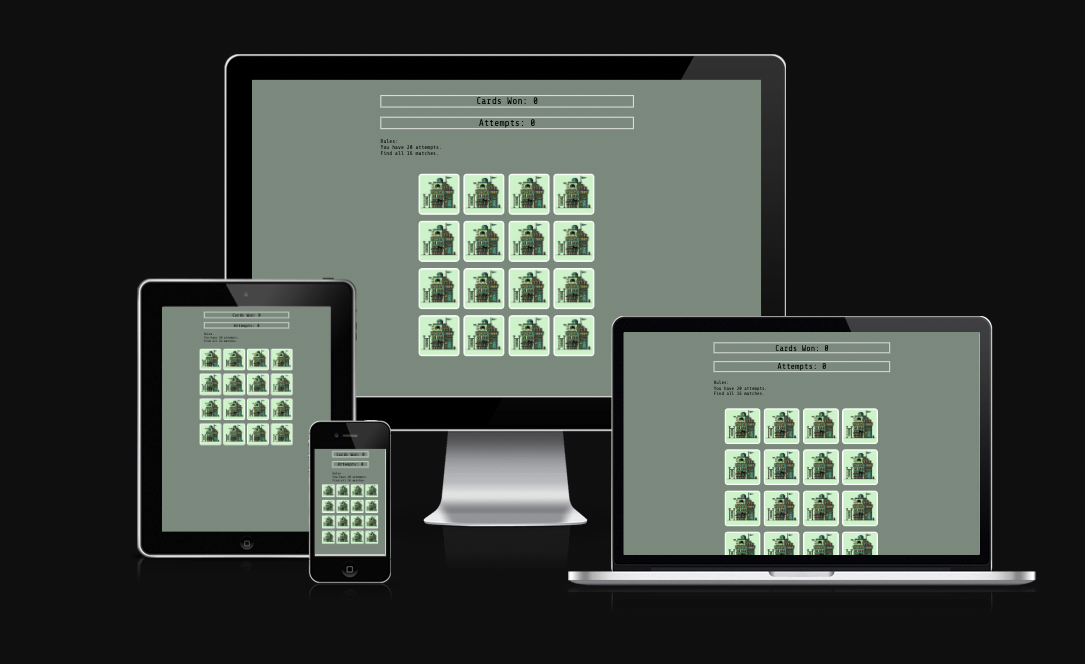 Cards Won: 0
Attempts: 0
Rules:
You have 20 attempts.
Find all 16 matches.
Cards Won: 0
Attempts: 0
Rules:
You have 20 attempts.
Find all 16 matches.
Cards Won: 0
Attempts: 0
Rules:
You have 20 attempts.
Find all 16 matches.
Cards Won: 0
Attempts: 0
Rules:
You have 20 attempts.
Find all 16 matches.